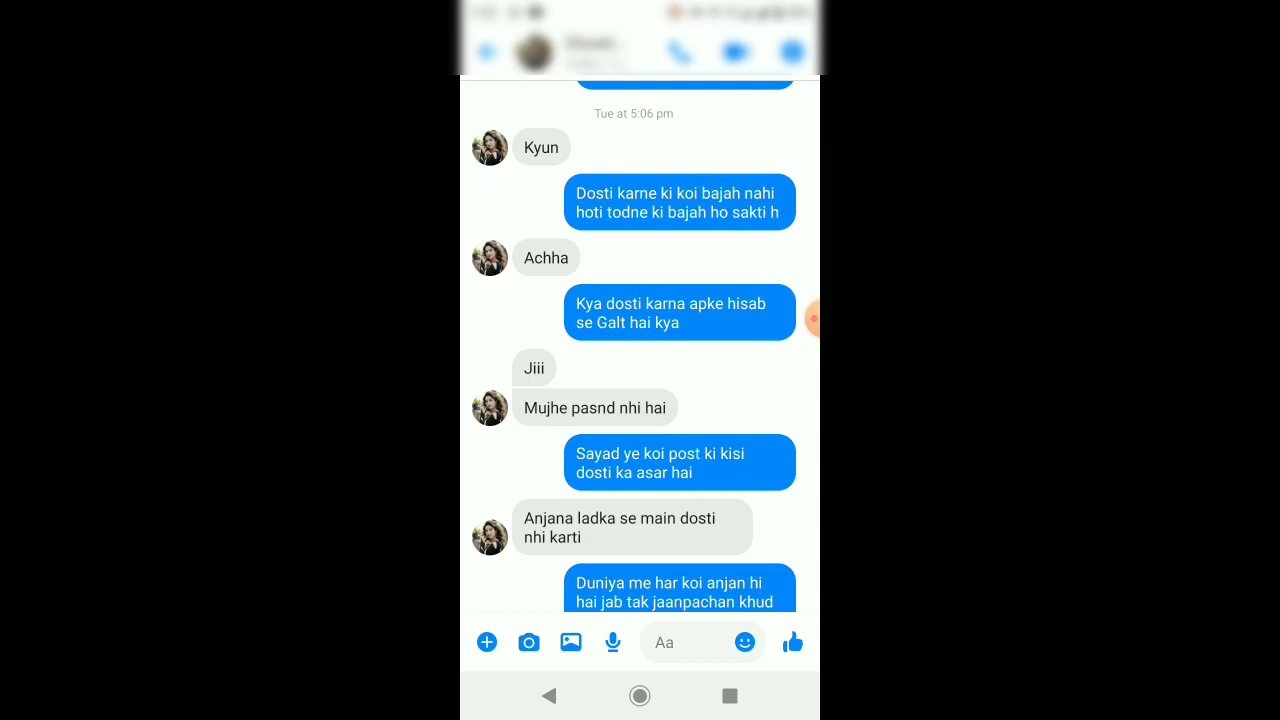 Tue at 5:06 pm
Kyun
Dosti karne ki koi bajah nahi
hoti todne ki bajah ho sakti h
Achha
Kya dosti karna apke hisab
se Galt hai kya
Jiii
Mujhe pasnd nhi hai
Sayad ye koi post ki kisi
dosti ka asar hai
Anjana ladka se main dosti
nhi karti
Duniya me har koi anjan hi
hai jab tak jaanpachan khud
Aa